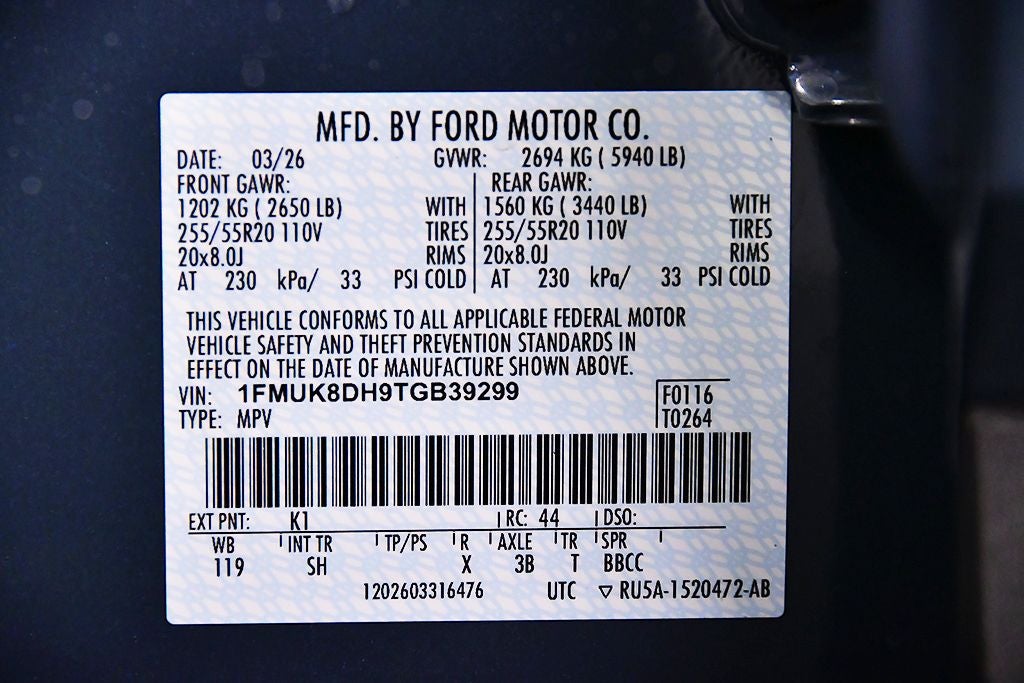 MFD. BY FORD MOTOR CO.
DATE: 03/26 GVWR: 2694 KG ( 5940 LB)
FRONT GAWR: REAR GAWR:
1202 KG ( 2650 LB) WITH 1560 KG ( 3440 LB) WITH
255/55R20 110V TIRES 255/55R20 110V TIRES
20x8.0J RIMS 20x8.0J RIMS
AT 230 kPa/ 33 PSI COLD AT 230 kPa/ 33 PSI COLD
THIS VEHICLE CONFORMS TO ALL APPLICABLE FEDERAL MOTOR
VEHICLE SAFETY AND THEFT PREVENTION STANDARDS IN
EFFECT ON THE DATE OF MANUFACTURE SHOWN ABOVE.
VIN: 1FMUK8DH9TGB39299 F0116
TYPE: MPV T0264
EXT PNT: K1 RC: 44 DSO:
WB INT TR TP/PS R AXLE TR SPR
119 SH X 3B T BBCC
1202603316476 UTC ▽ RU5A-1520472-AB